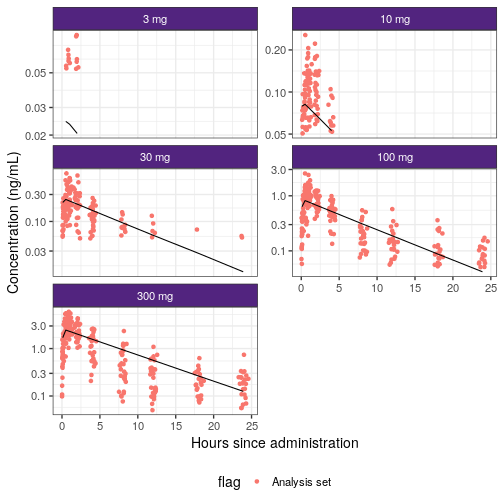 3 mg
10 mg
0.05
0.03
0.02
0.20
0.10
0.05
30 mg
100 mg
0.30
0.10
0.03
3.0
1.0
0.3
0.1
300 mg
3.0
1.0
0.3
0.1
0 5 10 15 20 25
0 5 10 15 20 25
Concentration (ng/mL)
Hours since administration
flag Analysis set